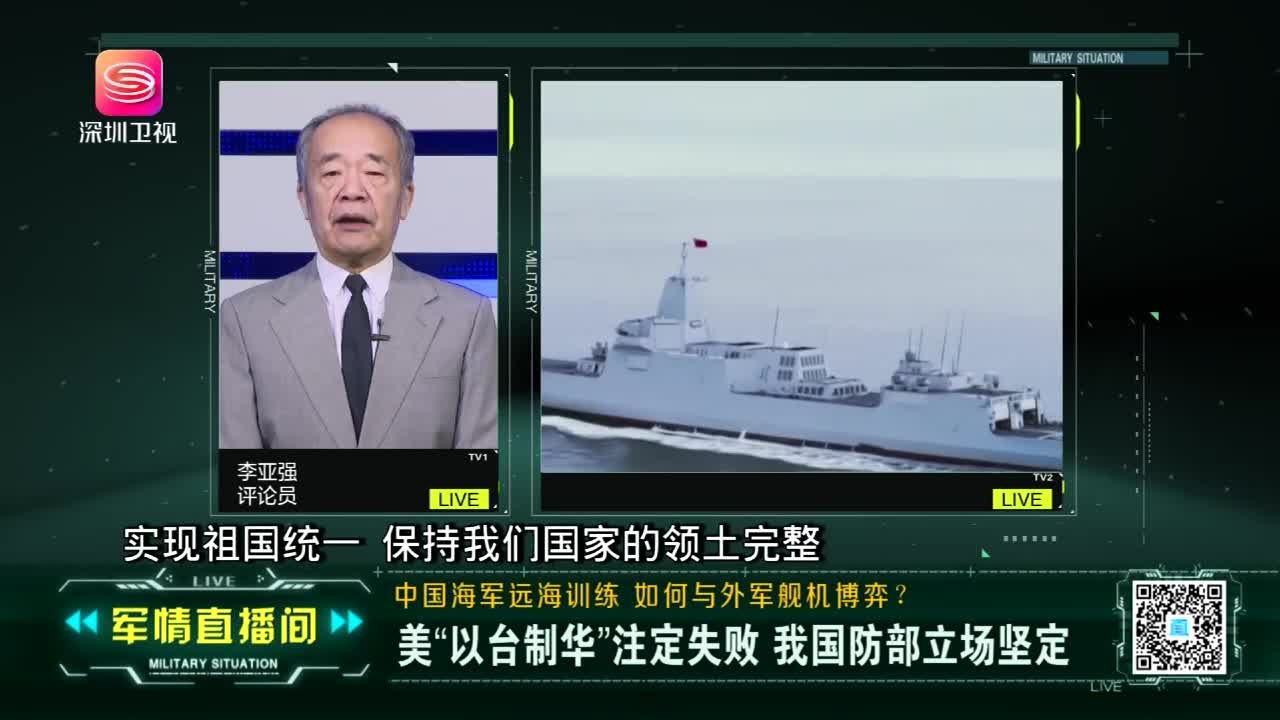 MILITARY SITUATION
深圳卫视
MILITARY
MILITARY
TV1
李亚强
评论员
LIVE
TV2
LIVE
实现祖国统一 保持我们国家的领土完整
LIVE
军情直播间
MILITARY SITUATION
中国海军远海训练 如何与外军舰机博弈？
美“以台制华”注定失败 我国防部立场坚定
LIVE